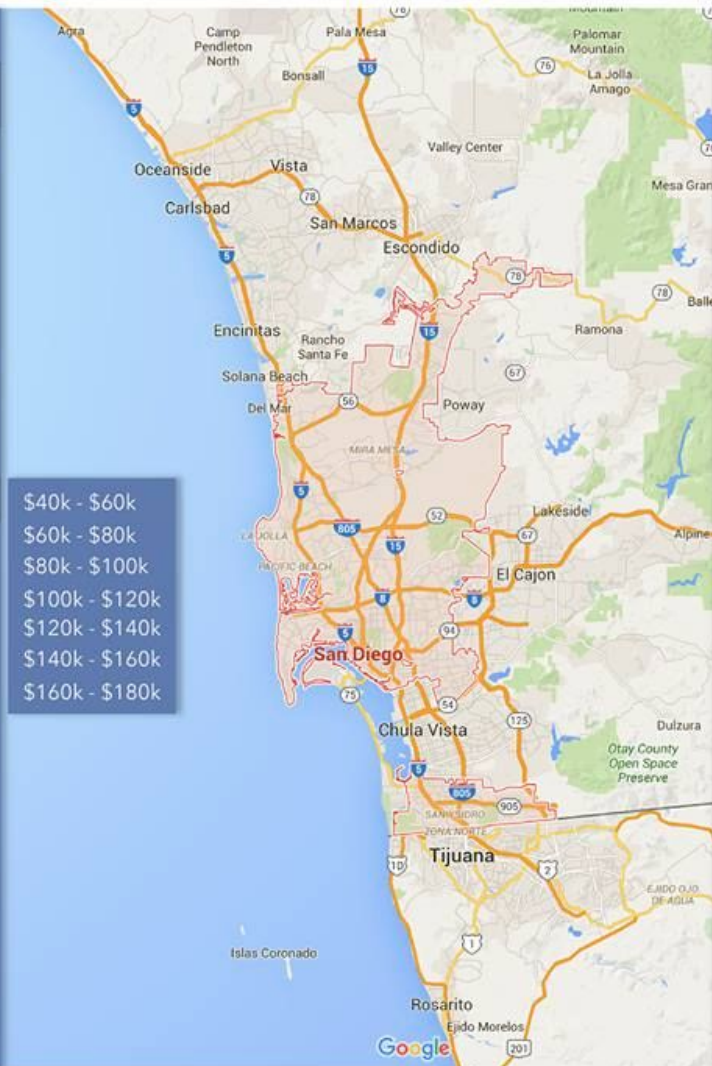 76
Agra
Camp
Pendleton
North
Pala Mesa
Palomar
Mountain
15
76
Bonsall
La Jolla
Amago
5
Valley Center
Oceanside
Vista
Mesa Gran
Carlsbad
78
San Marcos
Escondido
5
78
78
Balle
Encinitas
15
Ramona
Rancho
Santa Fe
67
Solana Beach
56
Del Mar
Poway
MIRA MESA
$40k - $60k
$60k - $80k
$80k - $100k
$100k - $120k
$120k - $140k
$140k - $160k
$160k - $180k
5
52
Lakeside
805
67
Alpine
LA JOLLA
15
PACIFIC BEACH
El Cajon
8
8
5
94
San Diego
75
54
125
Chula Vista
Dulzura
Otay County
Open Space
Preserve
5
805
905
SAN YSIDRO
ZONA NORTE
Tijuana
1D
2
EJIDO OJO
DE AGUA
1
Islas Coronado
Rosarito
Ejido Morelos
Google
201